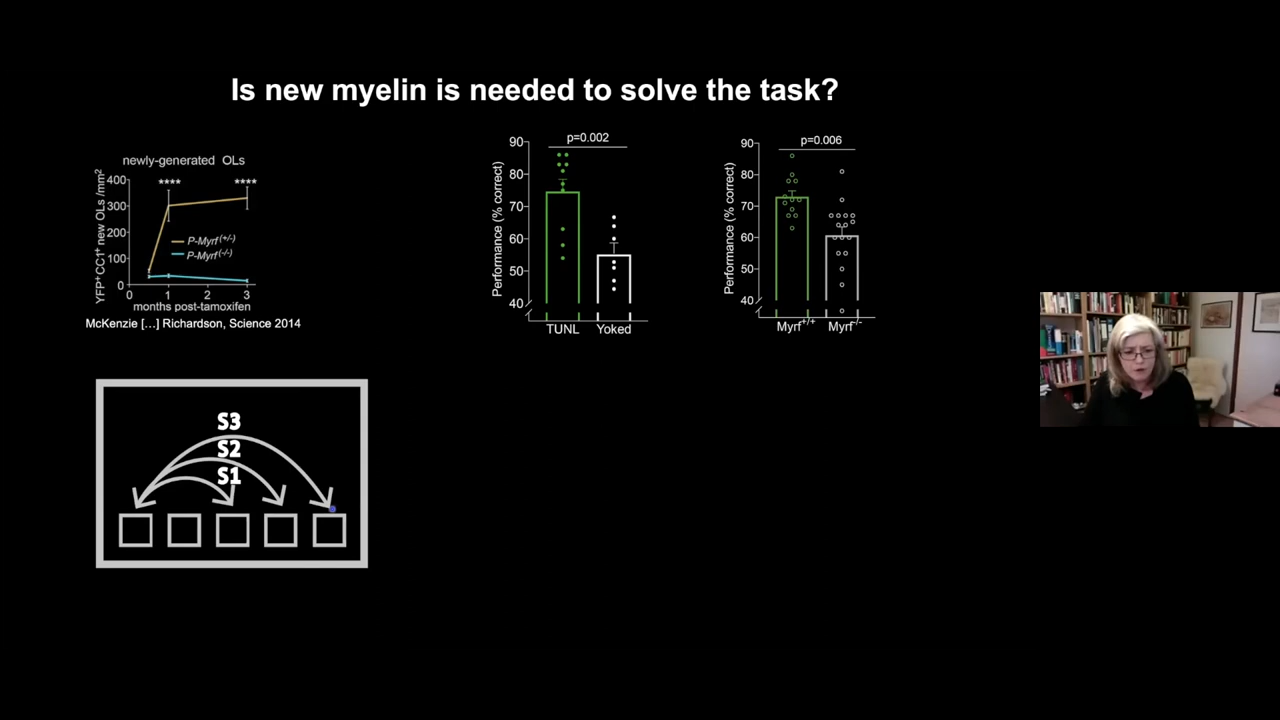 Is new myelin is needed to solve the task?
newly-generated OLs
YFP+CC1+ new OLs /mm²
400
300
200
100
0
**** ****
P-Myrf(+/-)
P-Myrf(-/-)
0 1 2 3
months post-tamoxifen
McKenzie [...] Richardson, Science 2014
p=0.002
Performance (% correct)
90
80
70
60
50
40
TUNL Yoked
p=0.006
Performance (% correct)
90
80
70
60
50
40
Myrf+/+ Myrf-/-
S3
S2
S1